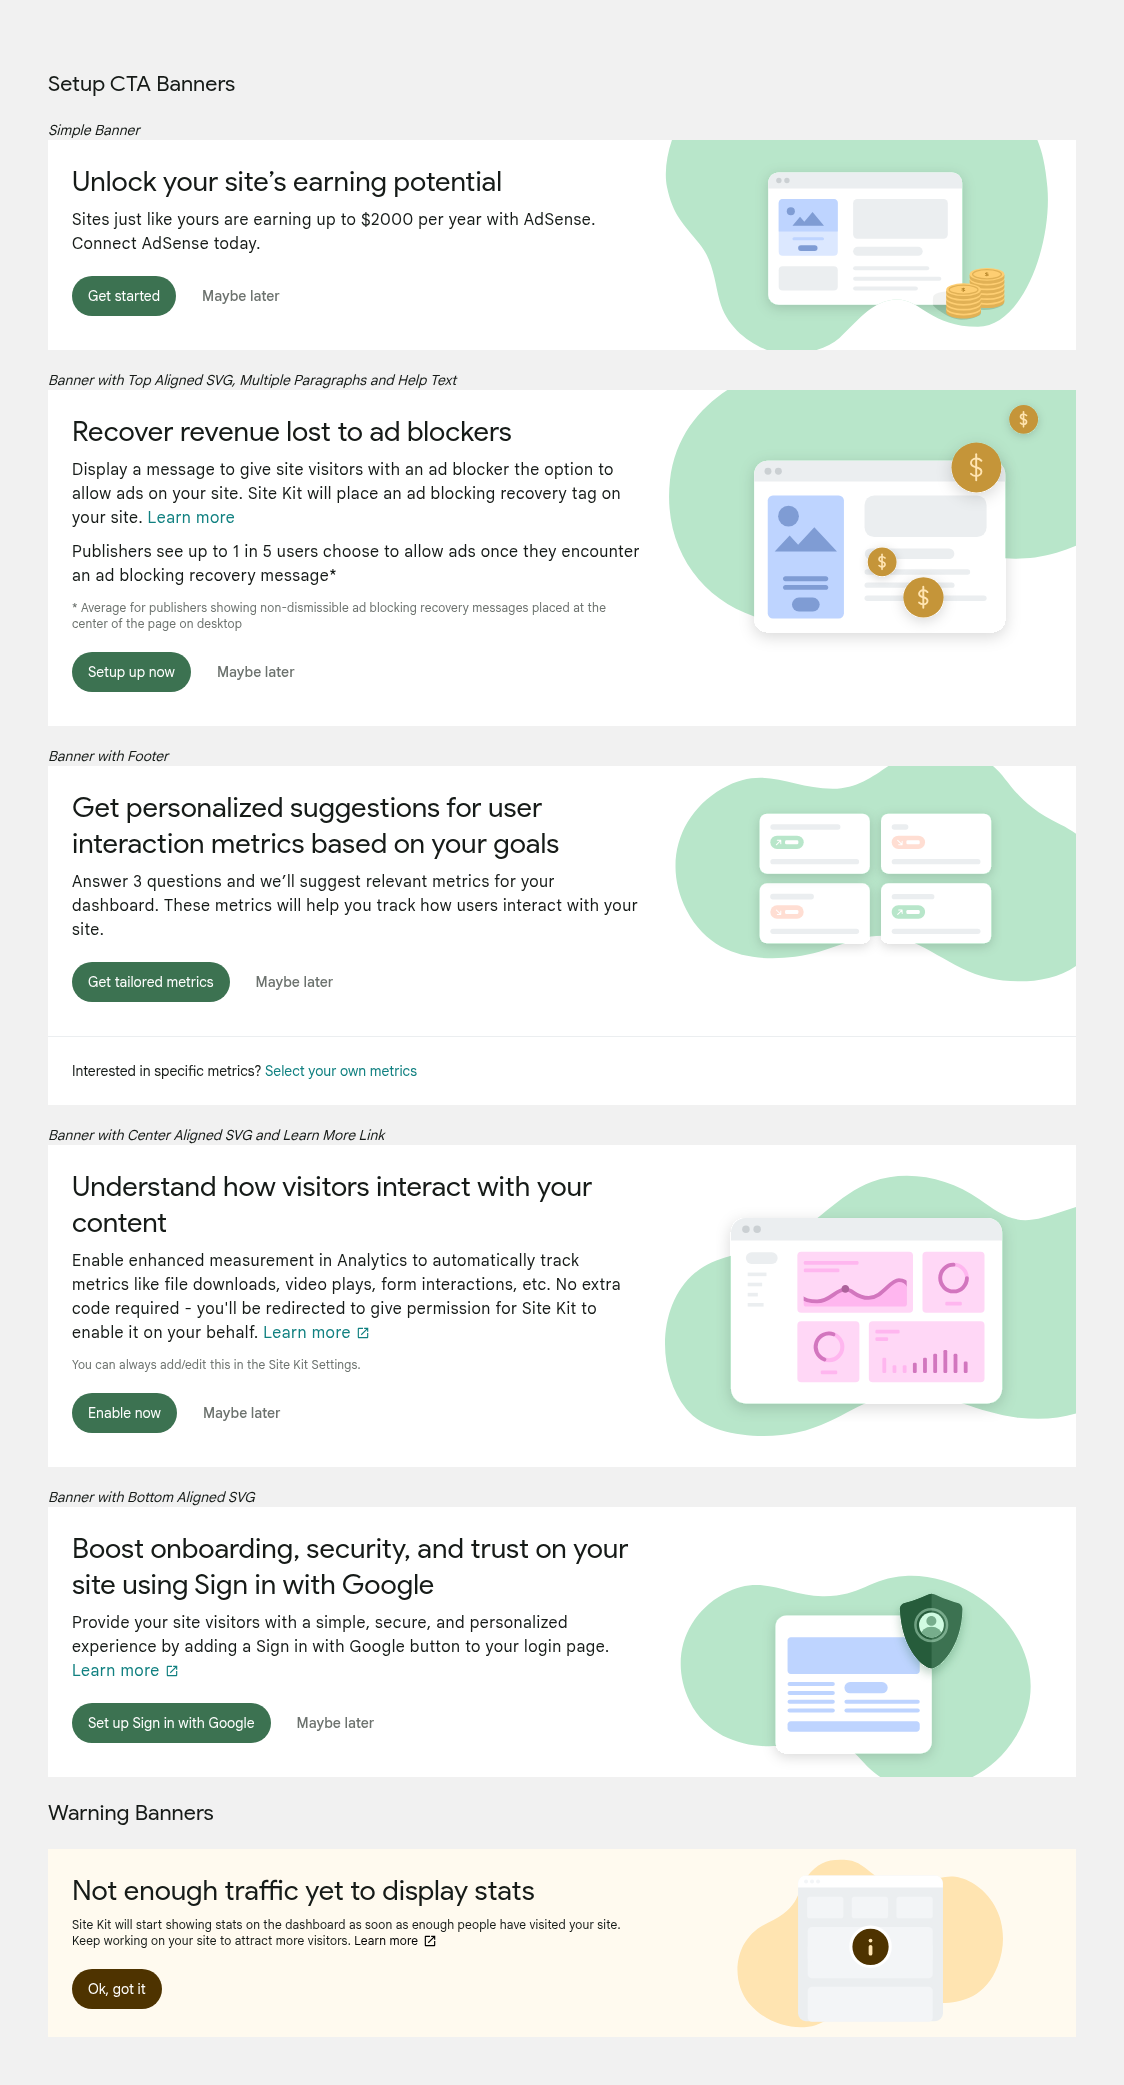 Setup CTA Banners
Simple Banner
Unlock your site’s earning potential
Sites just like yours are earning up to $2000 per year with AdSense.
Connect AdSense today.
Get started Maybe later
Banner with Top Aligned SVG, Multiple Paragraphs and Help Text
Recover revenue lost to ad blockers
Display a message to give site visitors with an ad blocker the option to
allow ads on your site. Site Kit will place an ad blocking recovery tag on
your site. Learn more
Publishers see up to 1 in 5 users choose to allow ads once they encounter
an ad blocking recovery message*
* Average for publishers showing non-dismissible ad blocking recovery messages placed at the
center of the page on desktop
Setup up now Maybe later
Banner with Footer
Get personalized suggestions for user
interaction metrics based on your goals
Answer 3 questions and we’ll suggest relevant metrics for your
dashboard. These metrics will help you track how users interact with your
site.
Get tailored metrics Maybe later
Interested in specific metrics? Select your own metrics
Banner with Center Aligned SVG and Learn More Link
Understand how visitors interact with your
content
Enable enhanced measurement in Analytics to automatically track
metrics like file downloads, video plays, form interactions, etc. No extra
code required - you'll be redirected to give permission for Site Kit to
enable it on your behalf. Learn more
You can always add/edit this in the Site Kit Settings.
Enable now Maybe later
Banner with Bottom Aligned SVG
Boost onboarding, security, and trust on your
site using Sign in with Google
Provide your site visitors with a simple, secure, and personalized
experience by adding a Sign in with Google button to your login page.
Learn more
Set up Sign in with Google Maybe later
Warning Banners
Not enough traffic yet to display stats
Site Kit will start showing stats on the dashboard as soon as enough people have visited your site.
Keep working on your site to attract more visitors. Learn more
Ok, got it